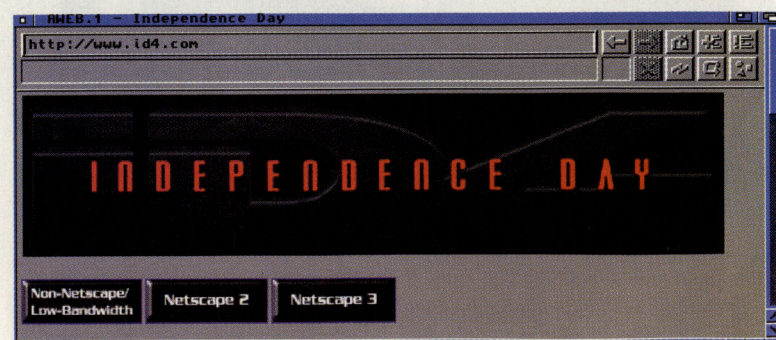 AWEB.1 - Independence Day
http://www.id4.com
INDEPENDENCE DAY
Non-Netscape/
Low-Bandwidth
Netscape 2
Netscape 3